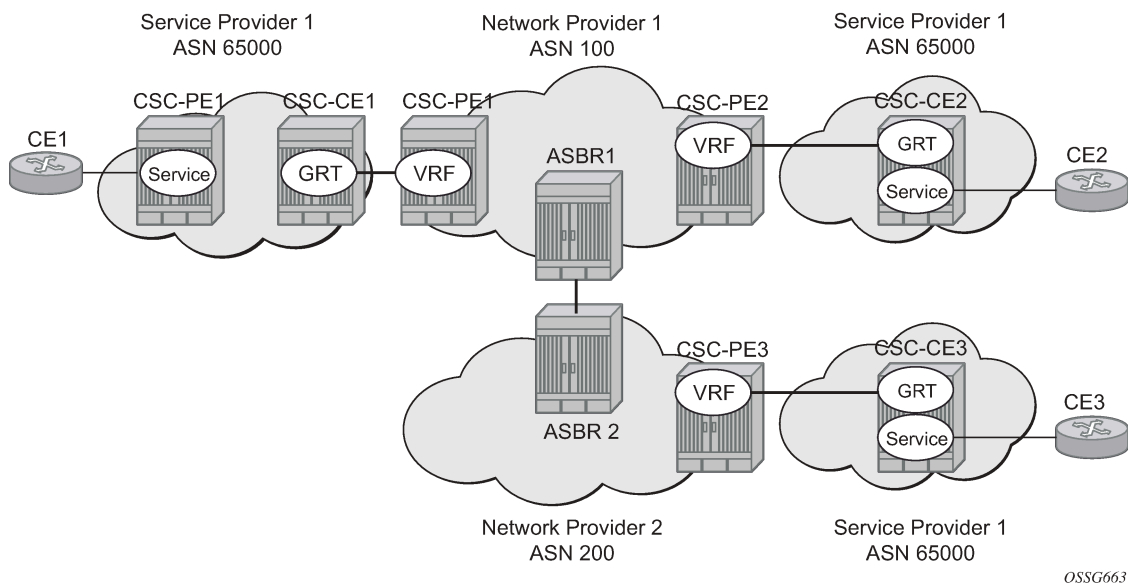 Service Provider 1
ASN 65000
Network Provider 1
ASN 100
Service Provider 1
ASN 65000
CSC-PE1
CSC-CE1
CSC-PE1
CSC-PE2
CSC-CE2
CE1
Service
GRT
VRF
ASBR1
VRF
GRT
Service
CE2
CSC-PE3
CSC-CE3
VRF
GRT
Service
CE3
ASBR 2
Network Provider 2
ASN 200
Service Provider 1
ASN 65000
OSSG663